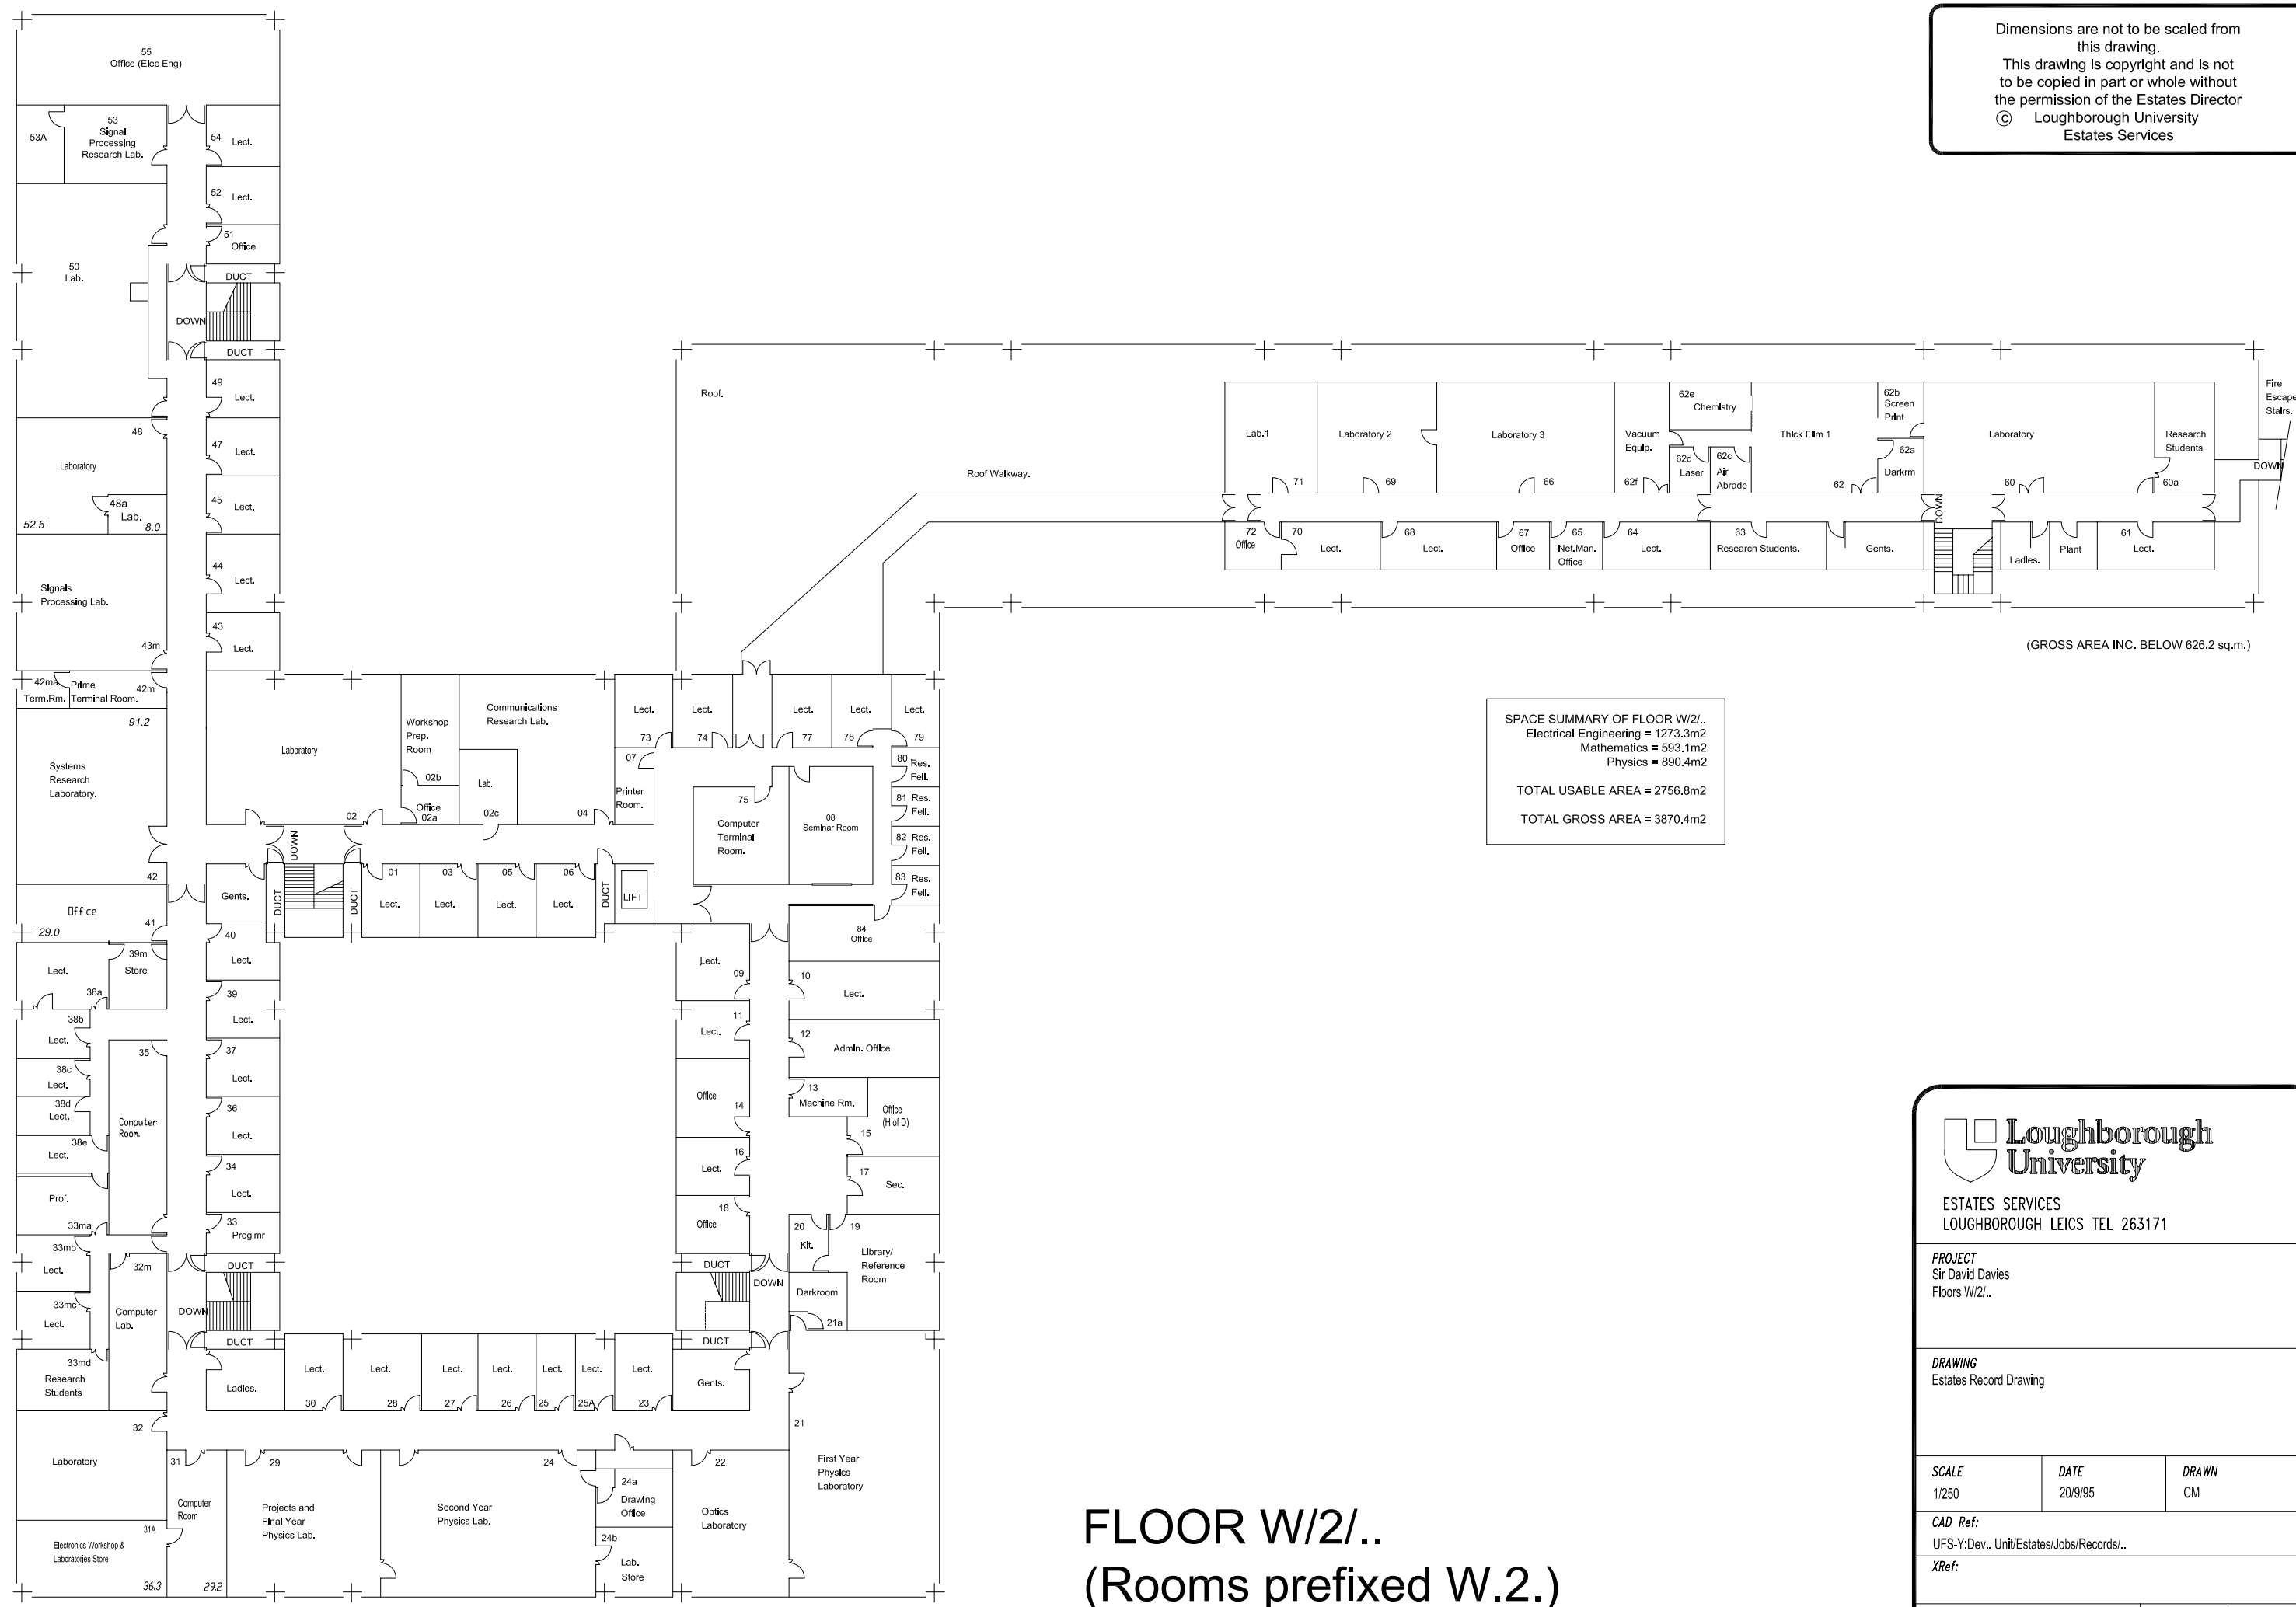 Dimensions are not to be scaled from
this drawing.
This drawing is copyright and is not
to be copied in part or whole without
the permission of the Estates Director
© Loughborough University
Estates Services
55
Office (Elec Eng)
53A
53
Signal
Processing
Research Lab.
54
Lect.
52
Lect.
51
Office
50
Lab.
DUCT
DOWN
DUCT
49
Lect.
48
Laboratory
47
Lect.
48a
Lab.
52.5
8.0
45
Lect.
44
Lect.
Signals
Processing Lab.
43
Lect.
43m
42ma
Term.Rm.
Prime
Terminal Room.
42m
91.2
Systems
Research
Laboratory.
42
Office
41
29.0
Roof.
Roof Walkway.
Lab.1
71
Laboratory 2
69
Laboratory 3
66
Vacuum
Equip.
62f
62e
Chemistry
62d
Laser
62c
Air
Abrade
Thick Film 1
62
62b
Screen
Print
62a
Darkrm
Laboratory
60
Research
Students
60a
Fire
Escape
Stairs.
DOWN
DOWN
72
Office
70
Lect.
68
Lect.
67
Office
65
Net.Man.
Office
64
Lect.
63
Research Students.
Gents.
Ladies.
Plant
61
Lect.
(GROSS AREA INC. BELOW 626.2 sq.m.)
SPACE SUMMARY OF FLOOR W/2/..
Electrical Engineering = 1273.3m2
Mathematics = 593.1m2
Physics = 890.4m2
TOTAL USABLE AREA = 2756.8m2
TOTAL GROSS AREA = 3870.4m2
Laboratory
02
Workshop
Prep.
Room
02b
Office
02a
Communications
Research Lab.
Lab.
02c
04
Lect.
73
Lect.
74
Lect.
77
Lect.
78
Lect.
79
07
Printer
Room.
75
Computer
Terminal
Room.
08
Seminar Room
80 Res.
Fell.
81 Res.
Fell.
82 Res.
Fell.
83 Res.
Fell.
DOWN
Gents.
DUCT
DUCT
01
Lect.
03
Lect.
05
Lect.
06
Lect.
DUCT
LIFT
84
Office
Lect.
38a
39m
Store
40
Lect.
39
Lect.
38b
Lect.
38c
Lect.
38d
Lect.
38e
Lect.
35
Computer
Room.
37
Lect.
36
Lect.
34
Lect.
33
Prog'mr
Prof.
33ma
33mb
Lect.
33mc
Lect.
33md
Research
Students
32m
Computer
Lab.
DUCT
DOWN
DUCT
Lect.
09
10
Lect.
11
Lect.
12
Admin. Office
Office
14
13
Machine Rm.
Office
(H of D)
15
16
Lect.
17
Sec.
18
Office
20
Kit.
19
Library/
Reference
Room
DUCT
DOWN
Darkroom
21a
DUCT
Ladies.
Lect.
30
Lect.
28
Lect.
27
Lect.
26
Lect.
25
Lect.
25A
Lect.
23
Gents.
32
Laboratory
31
Computer
Room
29.2
31A
Electronics Workshop &
Laboratories Store
36.3
29
Projects and
Final Year
Physics Lab.
24
Second Year
Physics Lab.
24a
Drawing
Office
24b
Lab.
Store
22
Optics
Laboratory
21
First Year
Physics
Laboratory
FLOOR W/2/..
(Rooms prefixed W.2.)
Loughborough
University
ESTATES SERVICES
LOUGHBOROUGH LEICS TEL 263171
PROJECT
Sir David Davies
Floors W/2/..
DRAWING
Estates Record Drawing
SCALE
1/250
DATE
20/9/95
DRAWN
CM
CAD Ref:
UFS-Y:Dev.. Unit/Estates/Jobs/Records/..
XRef: